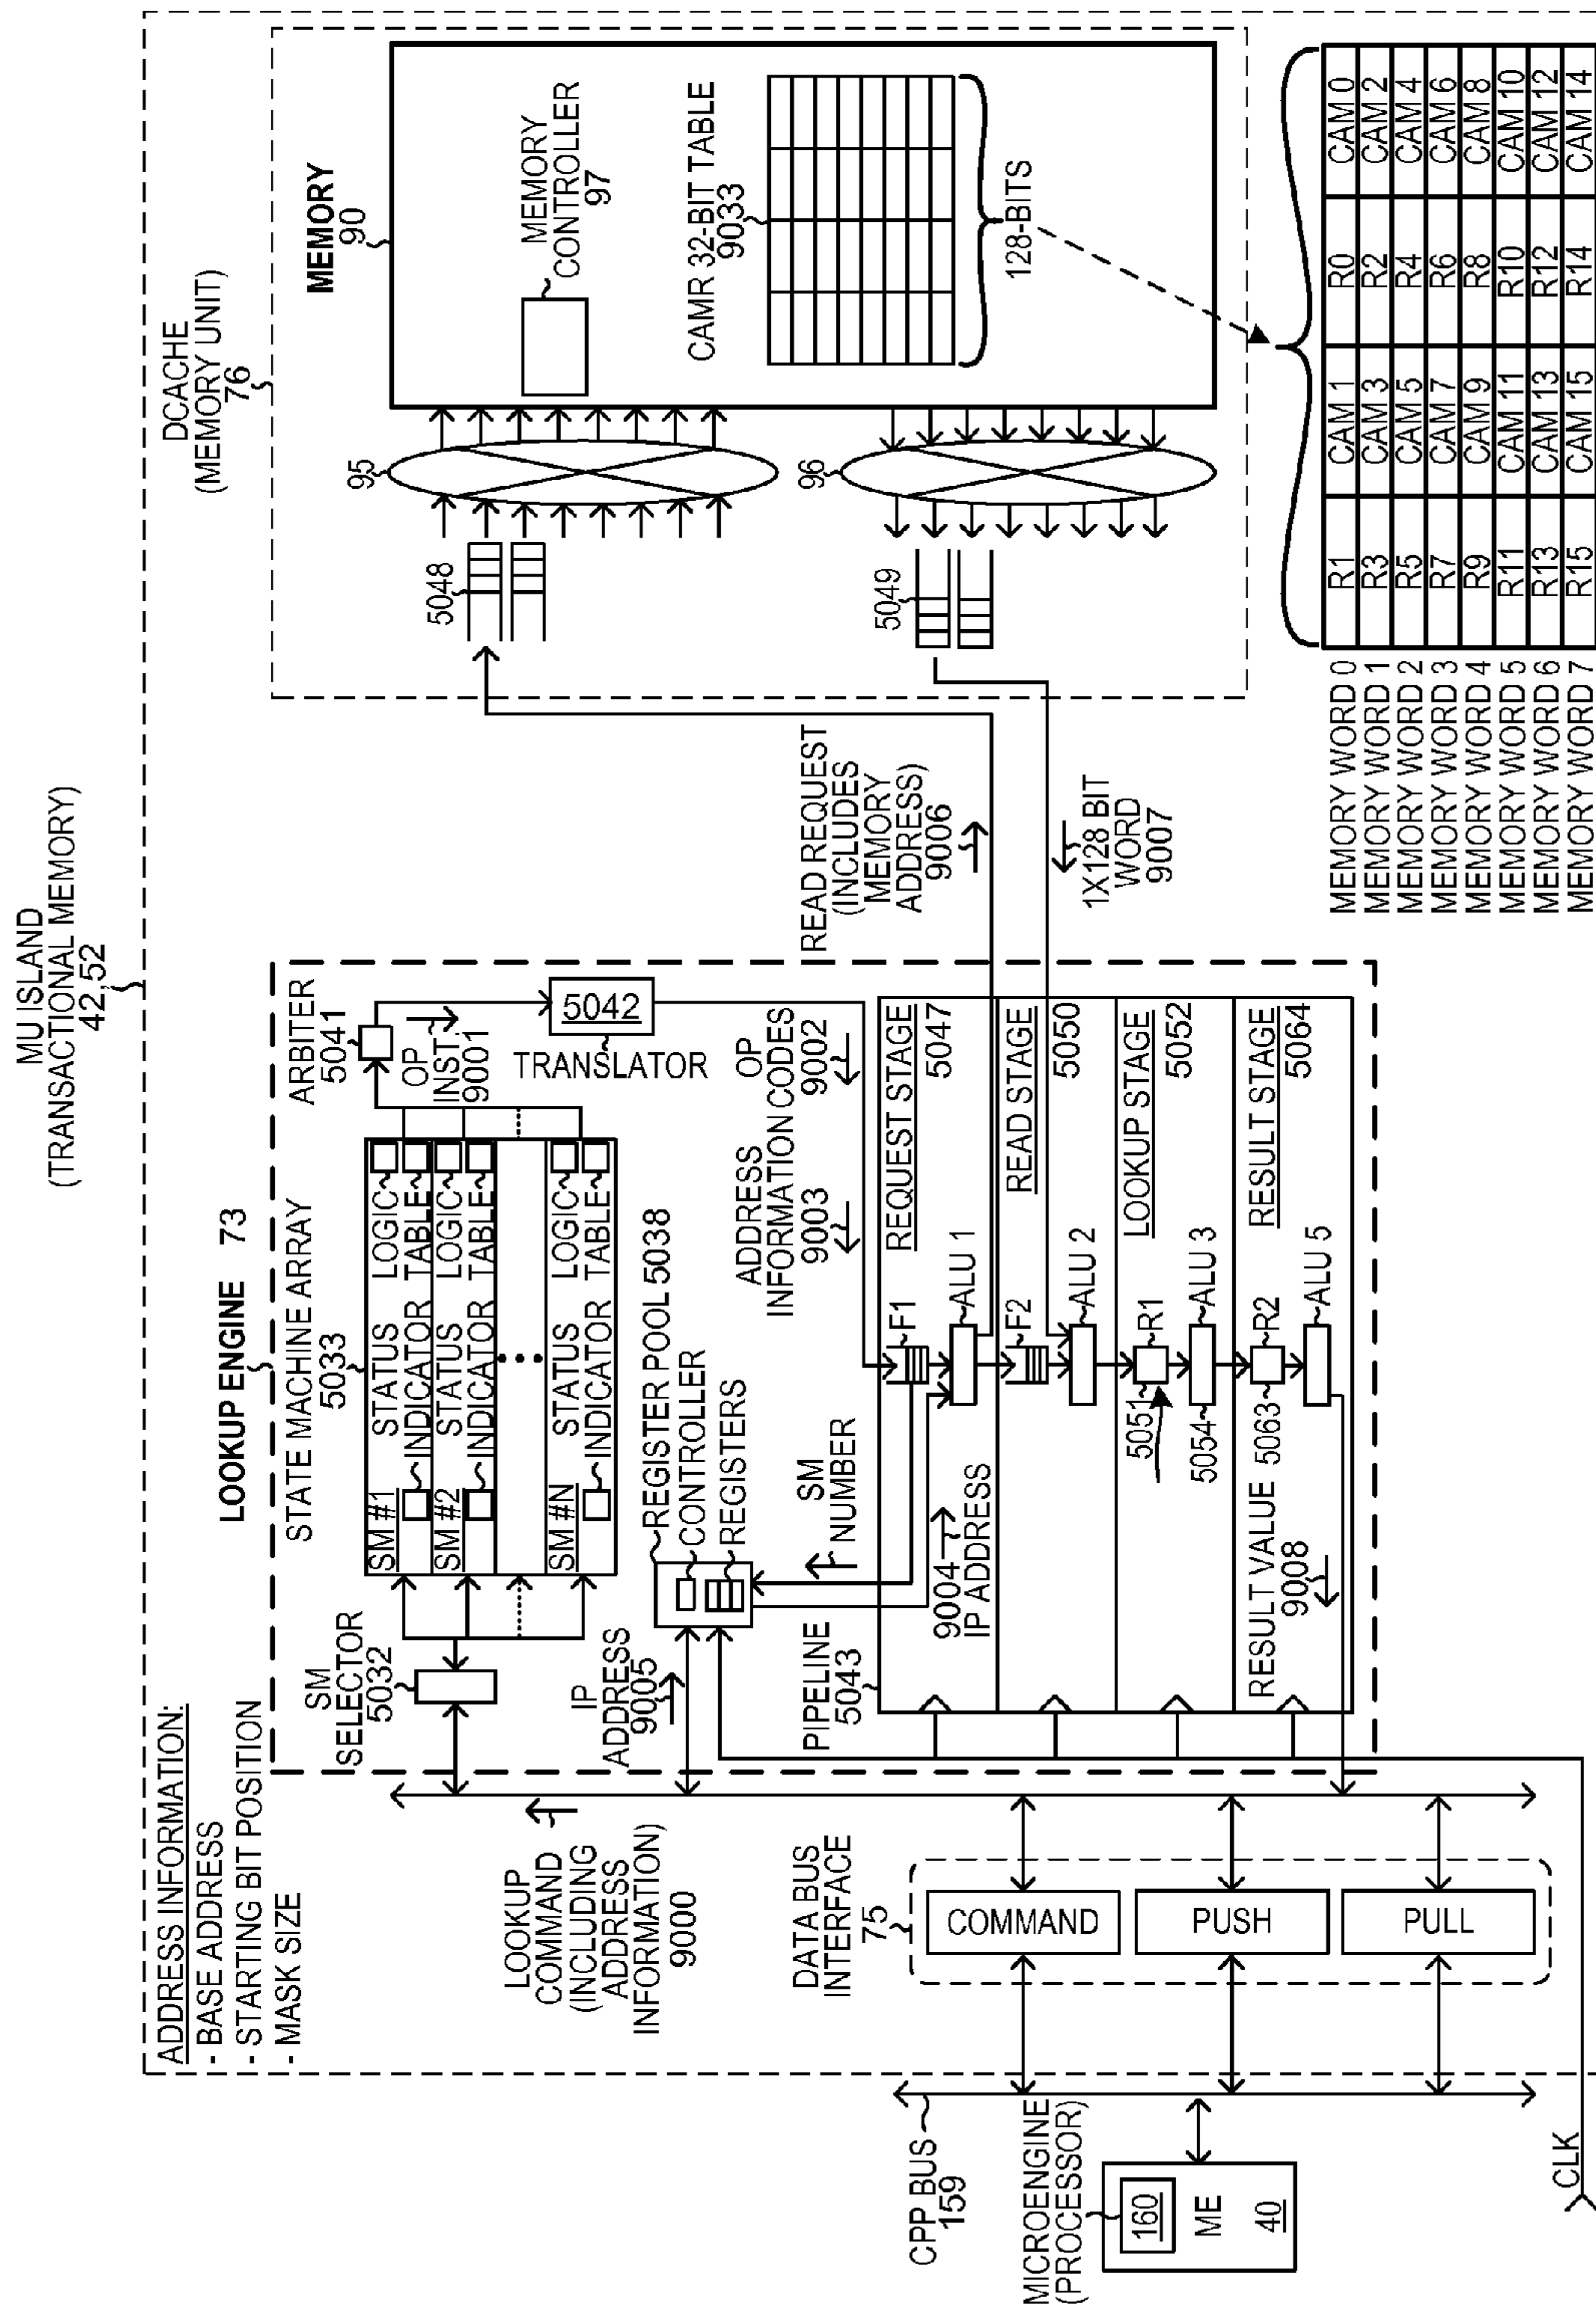 MU ISLAND
(TRANSACTIONAL MEMORY)
42,52
ADDRESS INFORMATION:
- BASE ADDRESS
- STARTING BIT POSITION
- MASK SIZE
LOOKUP ENGINE 73
STATE MACHINE ARRAY
5033
SM
SELECTOR
5032
SM #1
STATUS LOGIC
INDICATOR TABLE
SM #2
STATUS LOGIC
INDICATOR TABLE
SM #N
STATUS LOGIC
INDICATOR TABLE
ARBITER
5041
OP
INST.
9001
5042
TRANSLATOR
LOOKUP
COMMAND
(INCLUDING
ADDRESS
INFORMATION)
9000
IP
ADDRESS
9005
REGISTER POOL 5038
CONTROLLER
REGISTERS
SM
NUMBER
ADDRESS
INFORMATION
9003
OP
CODES
9002
PIPELINE
5043
9004
IP ADDRESS
F1
ALU 1
REQUEST STAGE
5047
F2
ALU 2
READ STAGE
5050
5051
R1
5054
ALU 3
LOOKUP STAGE
5052
RESULT VALUE
9008
5063
R2
ALU 5
RESULT STAGE
5064
DATA BUS
INTERFACE
75
COMMAND
PUSH
PULL
CPP BUS
159
MICROENGINE
(PROCESSOR)
160
ME
40
CLK
READ REQUEST
(INCLUDES
MEMORY
ADDRESS)
9006
1X128 BIT
WORD
9007
DCACHE
(MEMORY UNIT)
76
MEMORY
90
95
5048
MEMORY
CONTROLLER
97
CAMR 32-BIT TABLE
9033
96
5049
128-BITS
MEMORY WORD 0 R1 CAM 1 R0 CAM 0
MEMORY WORD 1 R3 CAM 3 R2 CAM 2
MEMORY WORD 2 R5 CAM 5 R4 CAM 4
MEMORY WORD 3 R7 CAM 7 R6 CAM 6
MEMORY WORD 4 R9 CAM 9 R8 CAM 8
MEMORY WORD 5 R11 CAM 11 R10 CAM 10
MEMORY WORD 6 R13 CAM 13 R12 CAM 12
MEMORY WORD 7 R15 CAM 15 R14 CAM 14